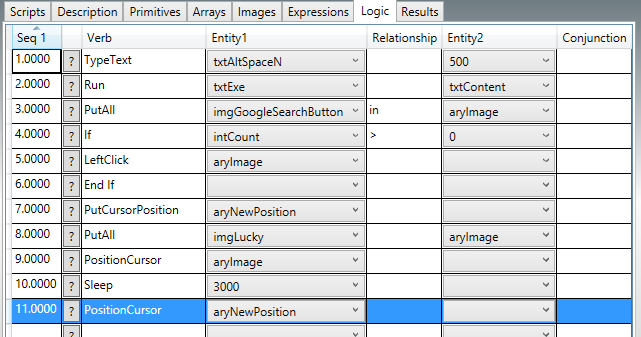 Scripts Description Primitives Arrays Images Expressions Logic Results
Seq 1 Verb Entity1 Relationship Entity2 Conjunction
1.0000 ? TypeText txtAltSpaceN 500
2.0000 ? Run txtExe txtContent
3.0000 ? PutAll imgGoogleSearchButton in aryImage
4.0000 ? If intCount > 0
5.0000 ? LeftClick aryImage
6.0000 ? End If
7.0000 ? PutCursorPosition aryNewPosition
8.0000 ? PutAll imgLucky aryImage
9.0000 ? PositionCursor aryImage
10.0000 ? Sleep 3000
11.0000 ? PositionCursor aryNewPosition
?